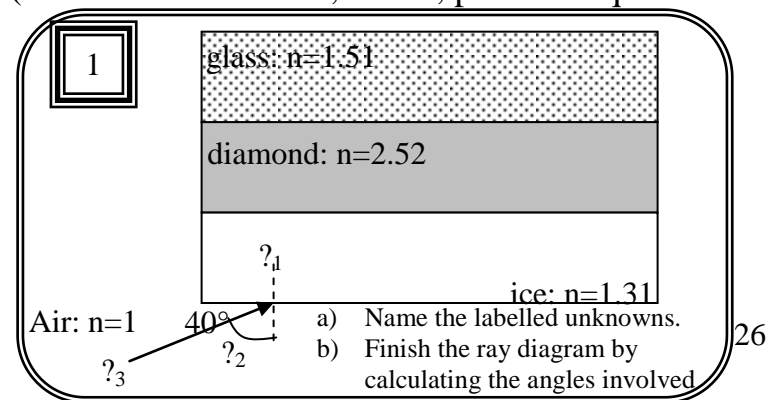 1
glass: n=1.51
diamond: n=2.52
?1
ice: n=1.31
Air: n=1
40°
?2
?3
a) Name the labelled unknowns.
b) Finish the ray diagram by
calculating the angles involved
26